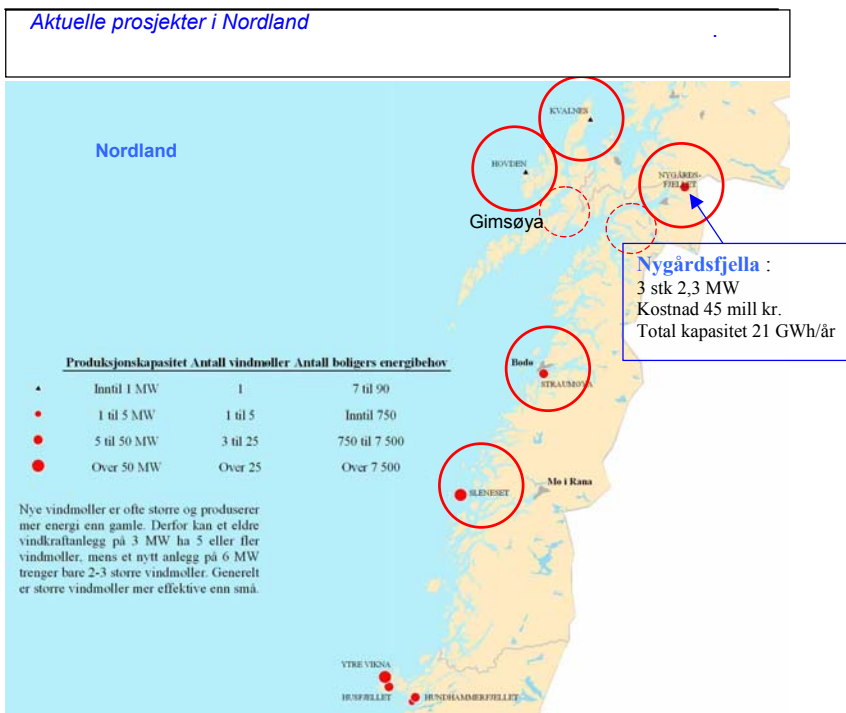 Aktuelle prosjekter i Nordland
.
Nordland
KVALNES
HOVDEN
NYGÅRDS-
FJELLET
Gimsøya
Nygårdsfjella :
3 stk 2,3 MW
Kostnad 45 mill kr.
Total kapasitet 21 GWh/år
Bodø
STRAUMØYA
Produksjonskapasitet Antall vindmøller Antall boligers energibehov
Inntil 1 MW 1 7 til 90
1 til 5 MW 1 til 5 Inntil 750
5 til 50 MW 3 til 25 750 til 7 500
Over 50 MW Over 25 Over 7 500
SLENESET
Mo i Rana
Nye vindmøller er ofte større og produserer
mer energi enn gamle. Derfor kan et eldre
vindkraftanlegg på 3 MW ha 5 eller fler
vindmøller, mens et nytt anlegg på 6 MW
trenger bare 2-3 større vindmøller. Generelt
er større vindmøller mer effektive enn små.
YTRE VIKNA
HUSFJELLET
HUNDHAMMERFJELLET